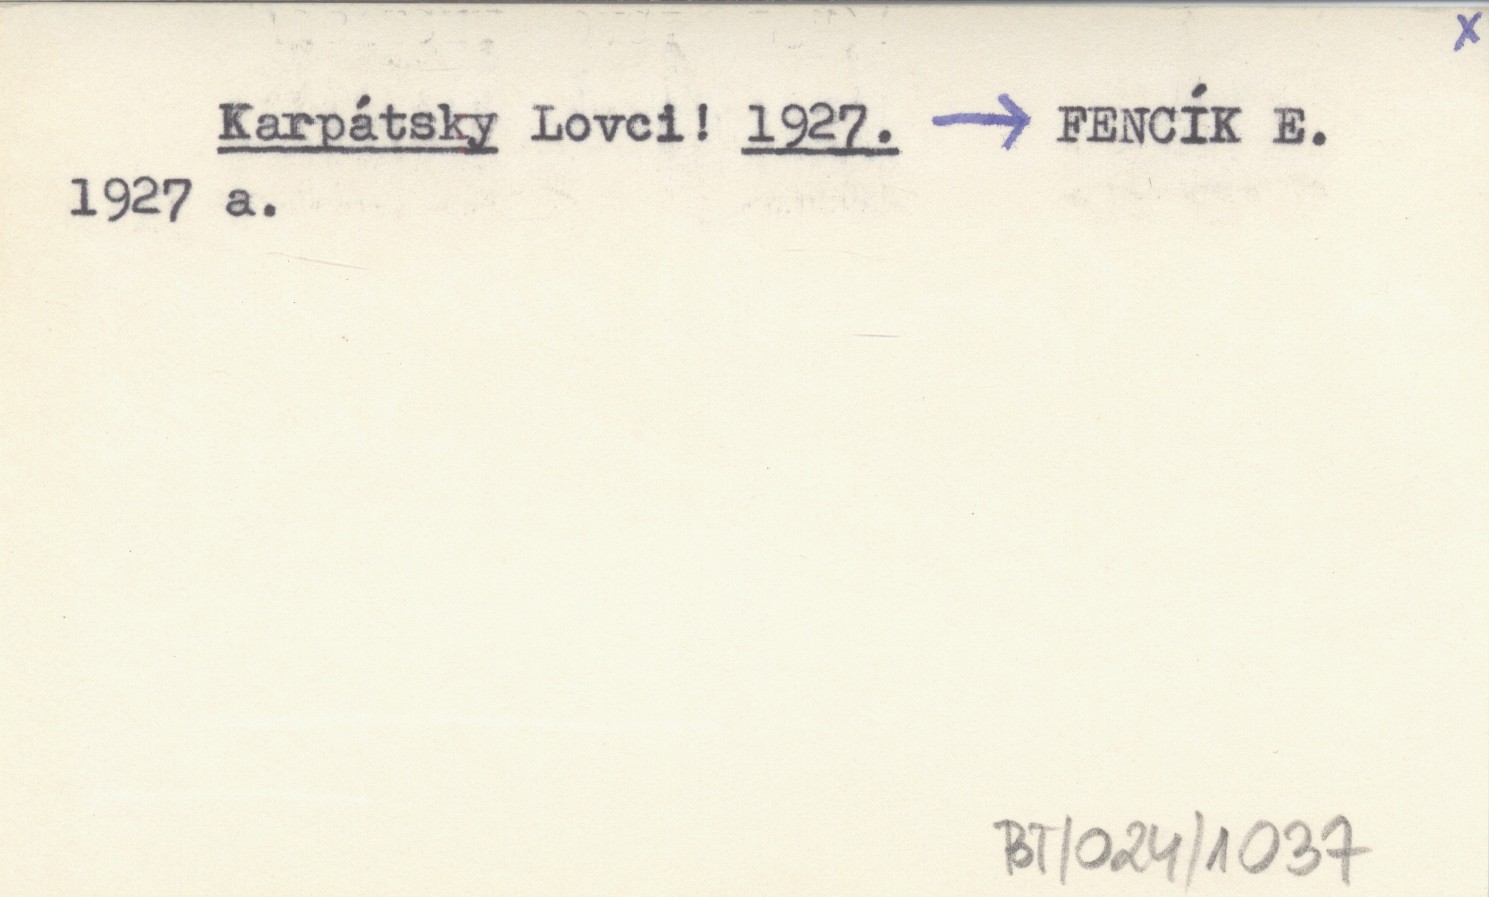 x
Karpátsky Lovci! 1927. → FENCÍK E.
1927 a.
BT/024/1037